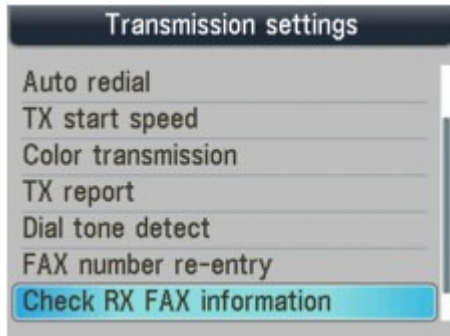 Transmission settings
Auto redial
TX start speed
Color transmission
TX report
Dial tone detect
FAX number re-entry
Check RX FAX information